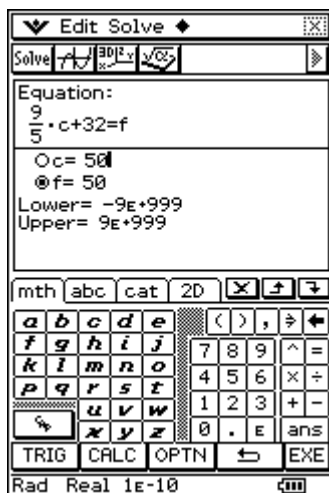 Edit Solve
Solve
Equation:
9/5·c+32=f
c= 50
f= 50
Lower= -9E+999
Upper= 9E+999
mth abc cat 2D
a b c d e ( ) ,
f g h i j 7 8 9 ^ =
k l m n o 4 5 6 × ÷
p q r s t 1 2 3 + -
u v w 0 . E ans
x y z
TRIG CALC OPTN EXE
Rad Real 1E-10